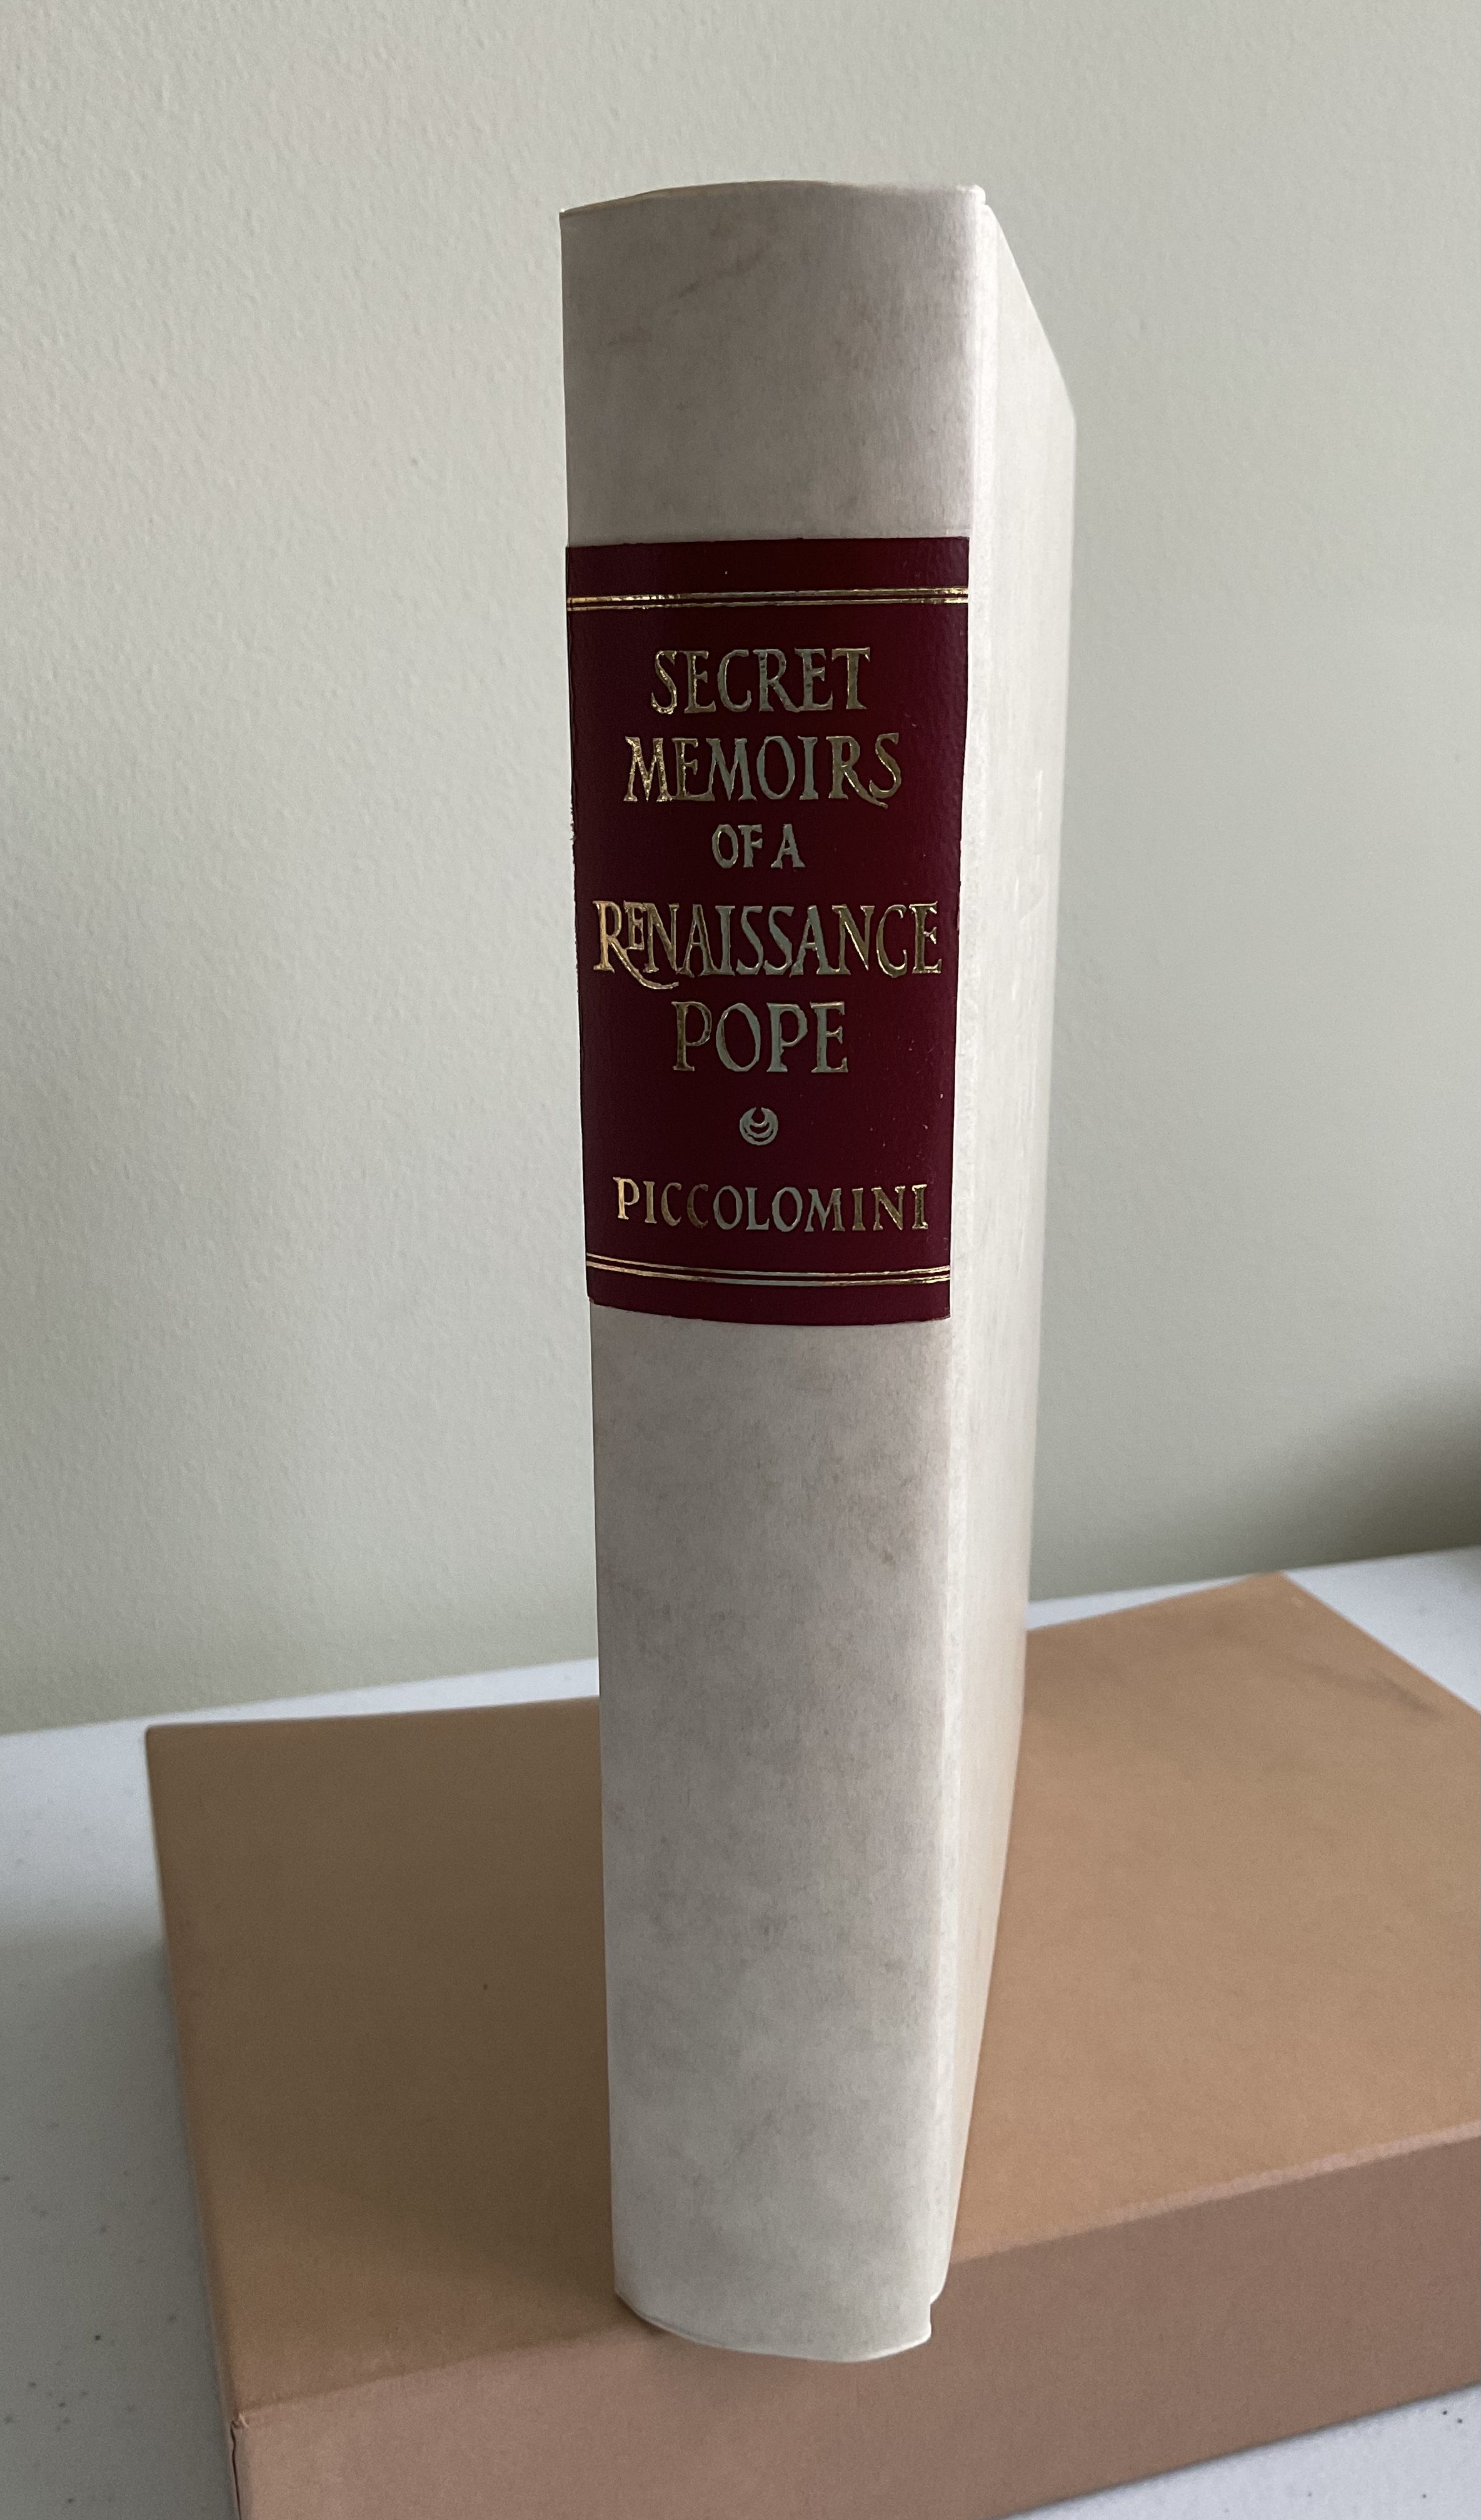 SECRET
MEMOIRS
OF A
RENAISSANCE
POPE
PICCOLOMINI